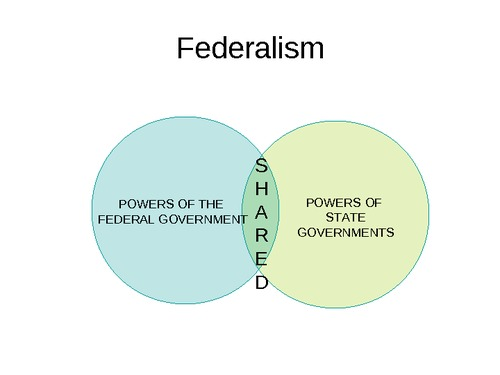 Federalism
POWERS OF THE
FEDERAL GOVERNMENT
S
H
A
R
E
D
POWERS OF
STATE
GOVERNMENTS